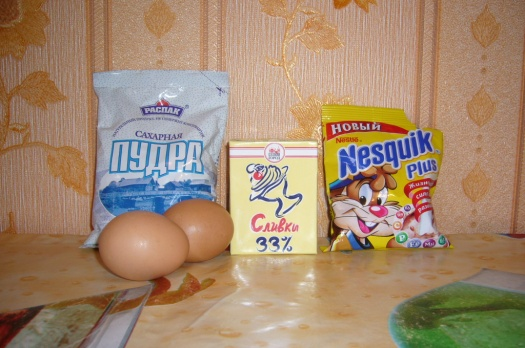 РАСПАК
САХАРНАЯ
ПУДРА
Сливки
33%
НОВЫЙ
Nestle
Nesquik
Plus